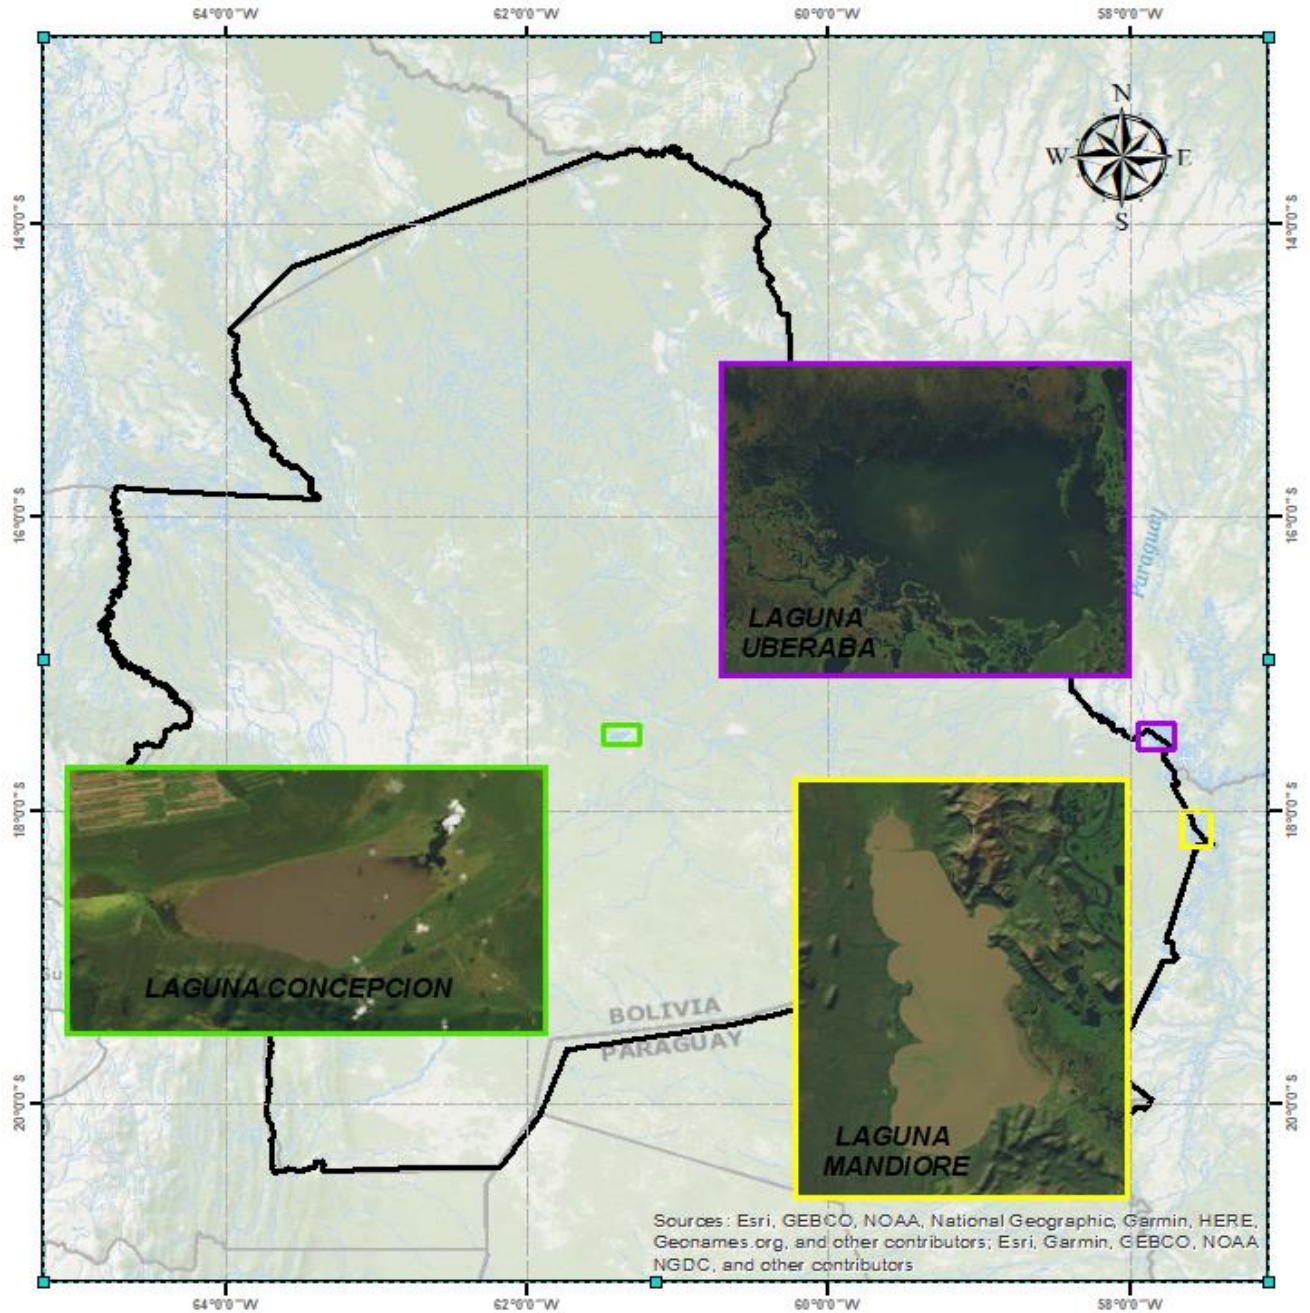 64°0'0"W 62°0'0"W 60°0'0"W 58°0'0"W
N
W E
S
14°0'0"S 14°0'0"S
16°0'0"S 16°0'0"S
Paraguay
LAGUNA
UBERABA
18°0'0"S 18°0'0"S
LAGUNA CONCEPCION
BOLIVIA
PARAGUAY
20°0'0"S 20°0'0"S
LAGUNA
MANDIORE
Sources: Esri, GEBCO, NOAA, National Geographic, Garmin, HERE,
Geonames.org, and other contributors; Esri, Garmin, GEBCO, NOAA
NGDC, and other contributors
64°0'0"W 62°0'0"W 60°0'0"W 58°0'0"W